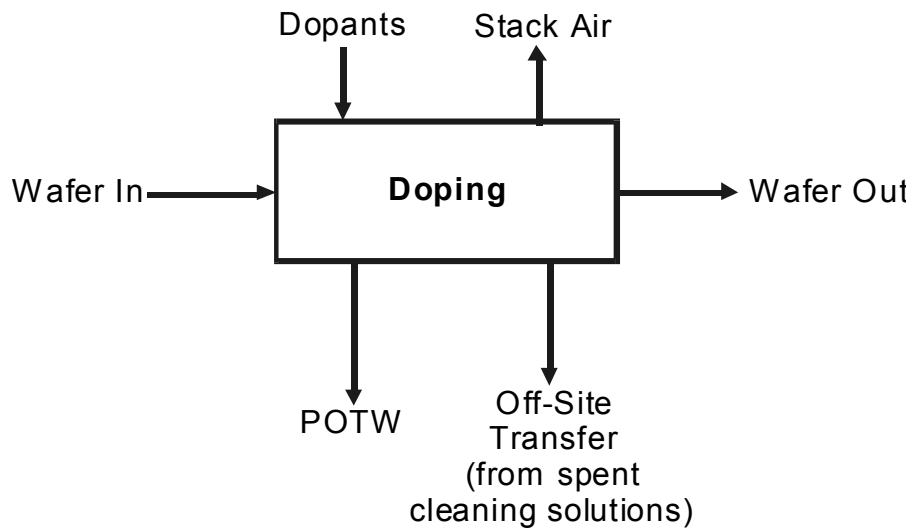 Dopants
Stack Air
Wafer In
Doping
Wafer Out
POTW
Off-Site
Transfer
(from spent
cleaning solutions)